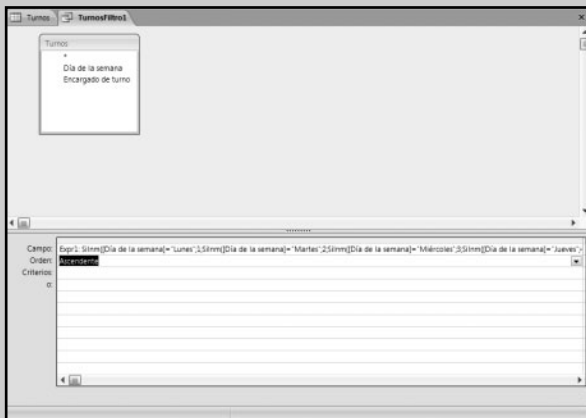 Turnos TurnosFiltro1
Turnos
*
Día de la semana
Encargado de turno
Campo: Expr1: SiInm([Día de la semana]="Lunes";1;SiInm([Día de la semana]="Martes";2;SiInm([Día de la semana]="Miércoles";3;SiInm([Día de la semana]="Jueves";
Orden: Ascendente
Criterios:
o: